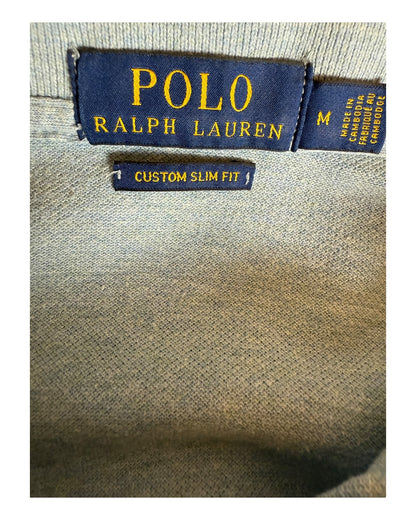 POLO
RALPH LAUREN
M
MADE IN
CAMBODIA
FABRIQUÉ AU
CAMBODGE
CUSTOM SLIM FIT